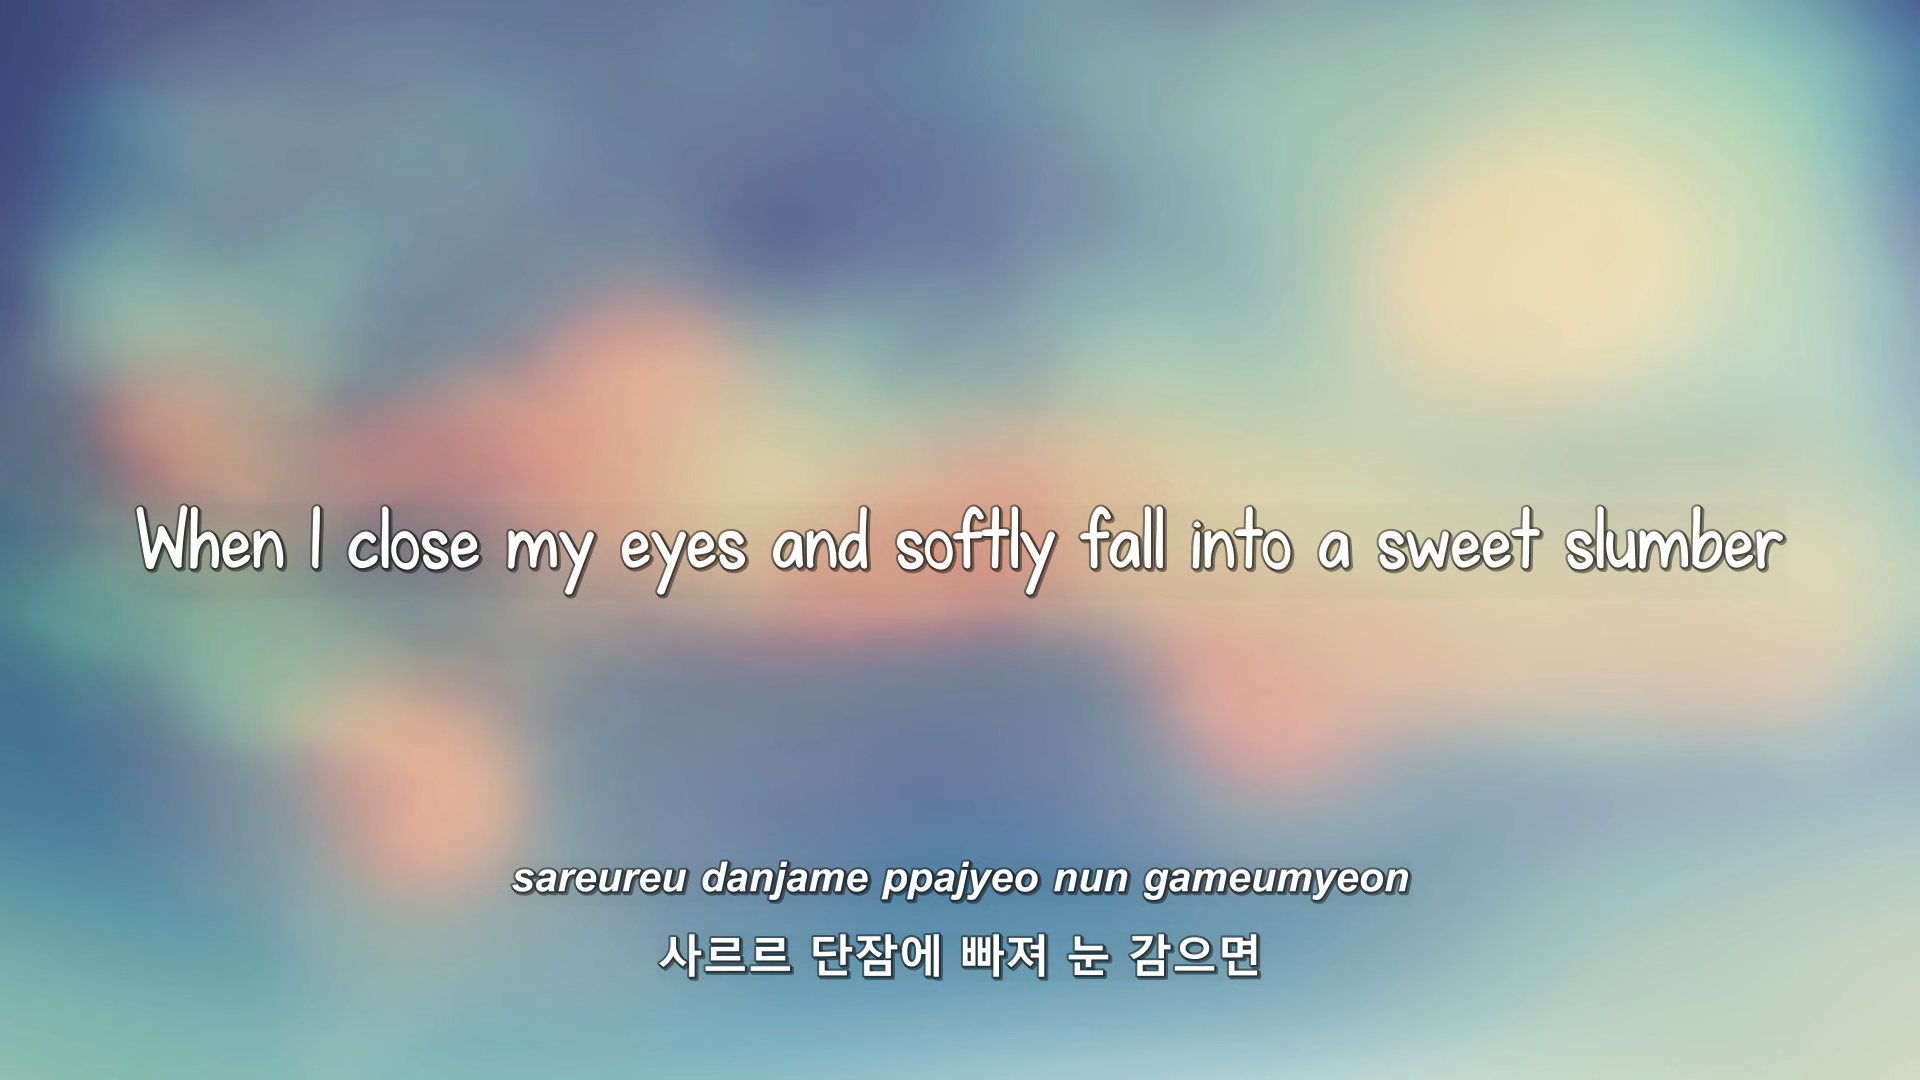 When I close my eyes and softly fall into a sweet slumber
sareureu danjame ppajyeo nun gameumyeon
사르르 단잠에 빠져 눈 감으면